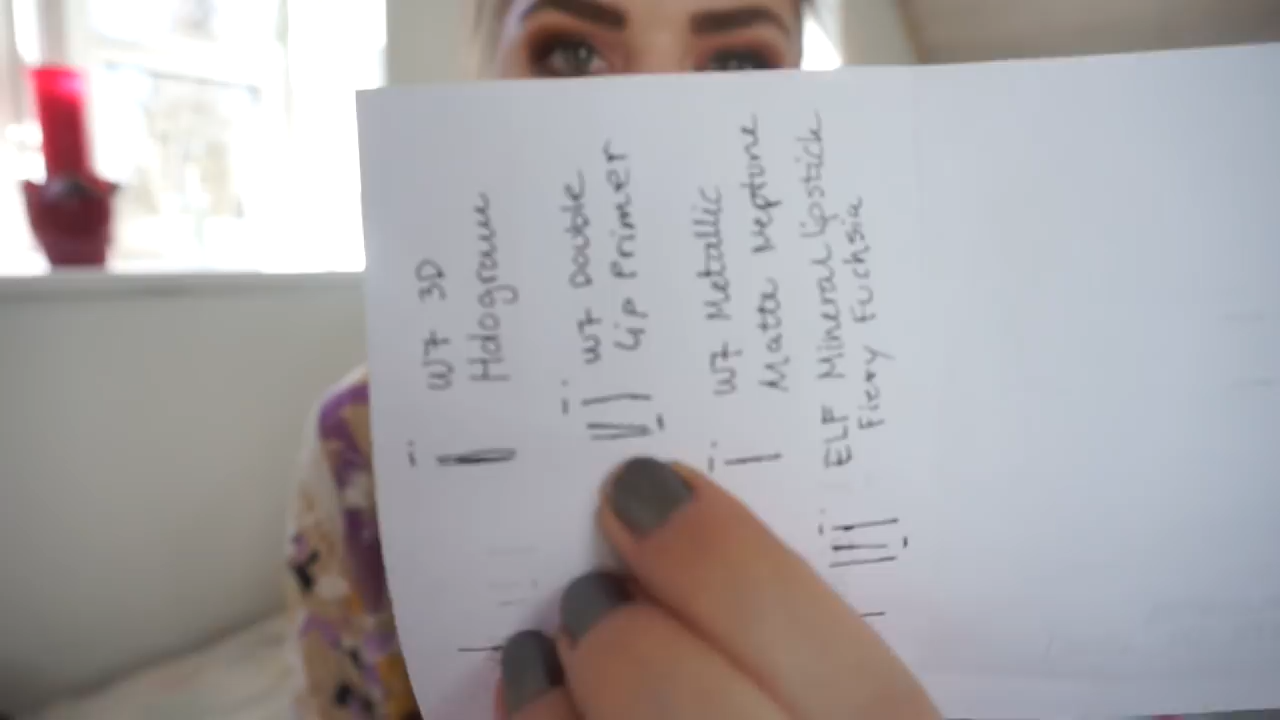 W7 3D
Hologram
W7 Double
Lip Primer
W7 Metallic
Matte Neptune
ELF Mineral Lipstick
Fiery Fuchsia